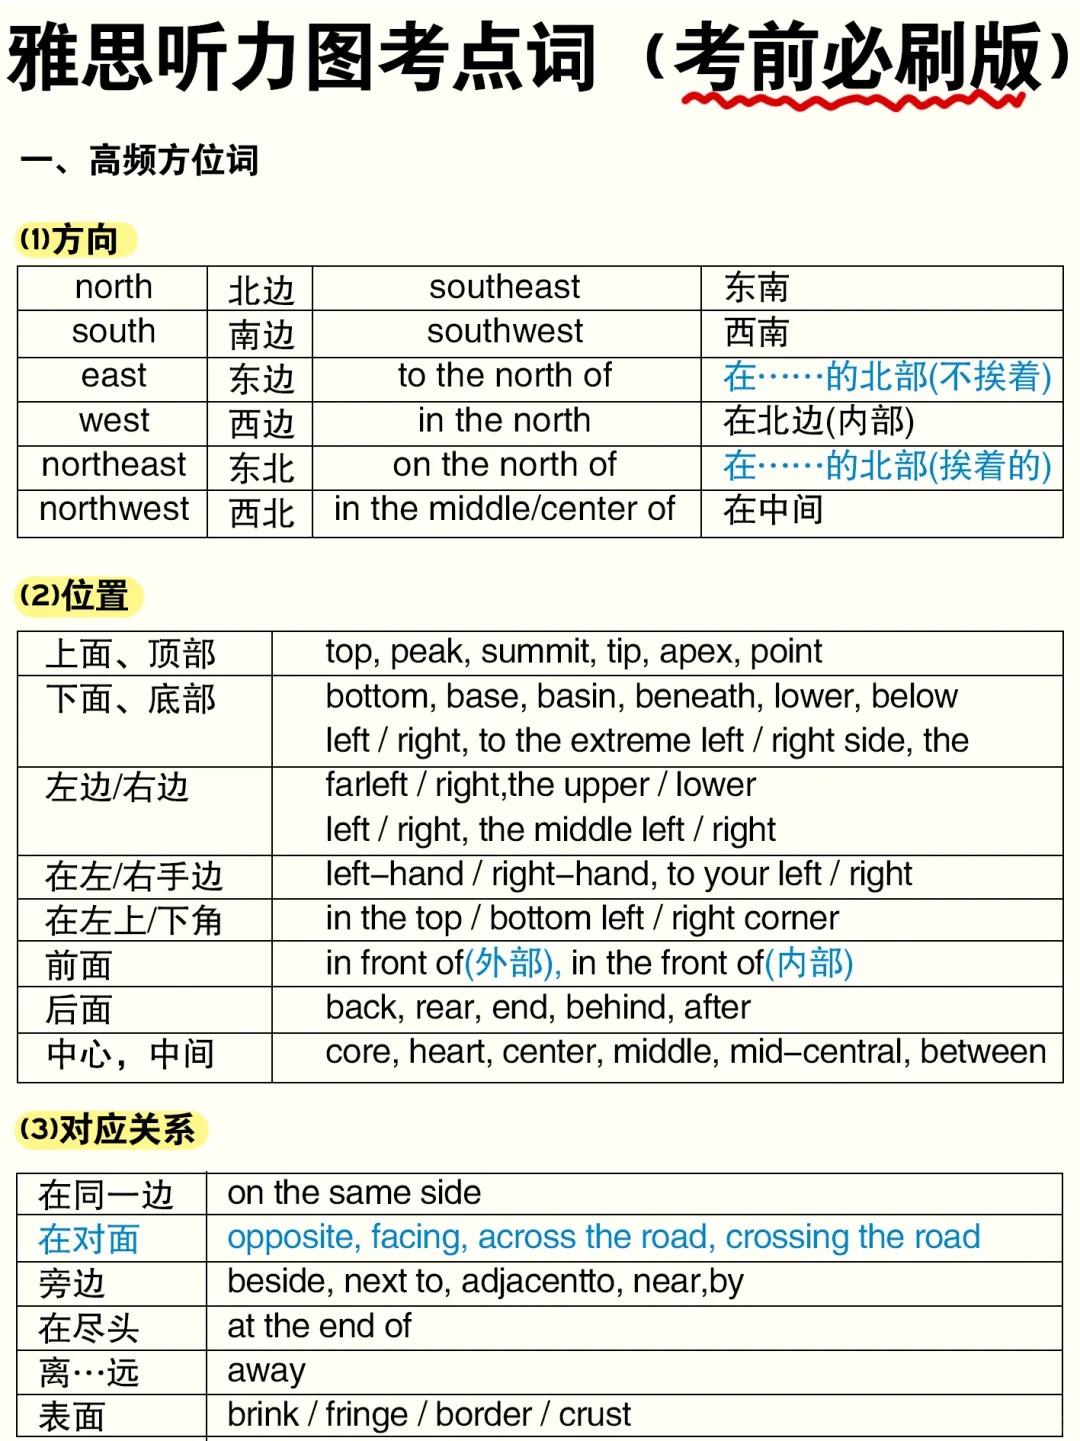 雅思听力图考点词（考前必刷版）
一、高频方位词
(1)方向
north 北边 southeast 东南
south 南边 southwest 西南
east 东边 to the north of 在……的北部(不挨着)
west 西边 in the north 在北边(内部)
northeast 东北 on the north of 在……的北部(挨着的)
northwest 西北 in the middle/center of 在中间
(2)位置
上面、顶部 top, peak, summit, tip, apex, point
下面、底部 bottom, base, basin, beneath, lower, below
left / right, to the extreme left / right side, the
左边/右边 farleft / right,the upper / lower
left / right, the middle left / right
在左/右手边 left–hand / right–hand, to your left / right
在左上/下角 in the top / bottom left / right corner
前面 in front of(外部), in the front of(内部)
后面 back, rear, end, behind, after
中心，中间 core, heart, center, middle, mid–central, between
(3)对应关系
在同一边 on the same side
在对面 opposite, facing, across the road, crossing the road
旁边 beside, next to, adjacentto, near,by
在尽头 at the end of
离…远 away
表面 brink / fringe / border / crust